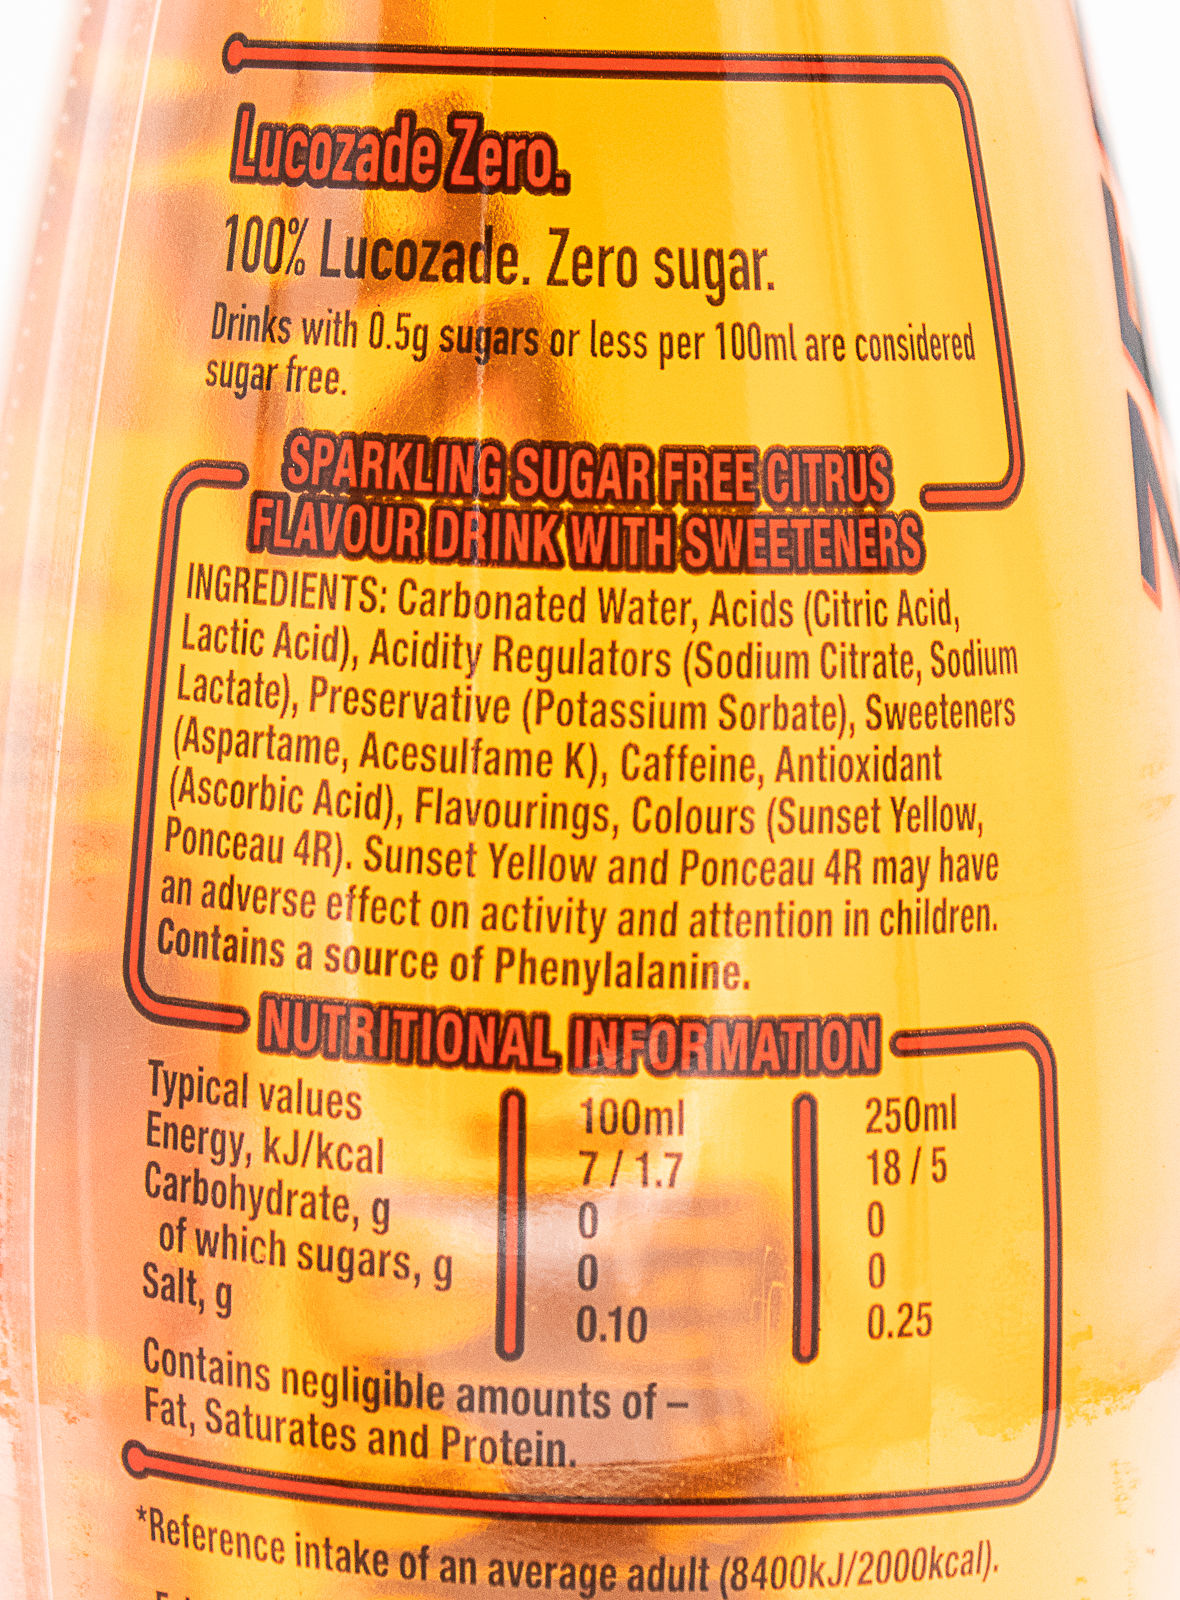 Lucozade Zero.
100% Lucozade. Zero sugar.
Drinks with 0.5g sugars or less per 100ml are considered
sugar free.
SPARKLING SUGAR FREE CITRUS
FLAVOUR DRINK WITH SWEETENERS
INGREDIENTS: Carbonated Water, Acids (Citric Acid,
Lactic Acid), Acidity Regulators (Sodium Citrate, Sodium
Lactate), Preservative (Potassium Sorbate), Sweeteners
(Aspartame, Acesulfame K), Caffeine, Antioxidant
(Ascorbic Acid), Flavourings, Colours (Sunset Yellow,
Ponceau 4R). Sunset Yellow and Ponceau 4R may have
an adverse effect on activity and attention in children.
Contains a source of Phenylalanine.
NUTRITIONAL INFORMATION
Typical values 100ml 250ml
Energy, kJ/kcal 7 / 1.7 18 / 5
Carbohydrate, g 0 0
of which sugars, g 0 0
Salt, g 0.10 0.25
Contains negligible amounts of –
Fat, Saturates and Protein.
*Reference intake of an average adult (8400kJ/2000kcal).